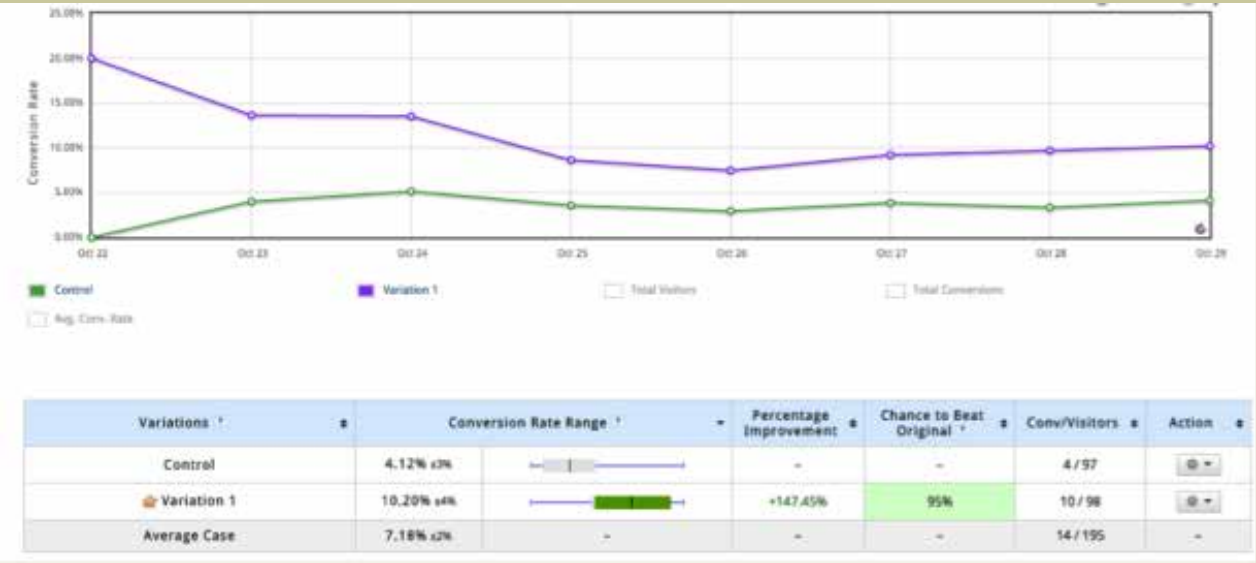 25.00%
20.00%
15.00%
10.00%
5.00%
0.00%
Conversion Rate
Oct 22 Oct 23 Oct 24 Oct 25 Oct 26 Oct 27 Oct 28 Oct 29
Control Variation 1 Total Visitors Total Conversions
Avg. Conv. Rate
Variations Conversion Rate Range Percentage Improvement Chance to Beat Original Conv/Visitors Action
Control 4.12% ±3% - - 4 / 97
Variation 1 10.20% ±4% +147.45% 95% 10 / 98
Average Case 7.18% ±2% - - - 14 / 195 -